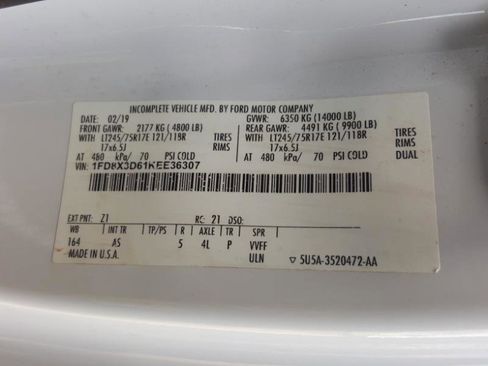 INCOMPLETE VEHICLE MFD. BY FORD MOTOR COMPANY
DATE: 02/19 GVWR: 6350 KG (14000 LB)
FRONT GAWR: 2177 KG (4800 LB) REAR GAWR: 4491 KG (9900 LB)
WITH LT245/75R17E 121/118R TIRES WITH LT245/75R17E 121/118R TIRES
17x6.5J RIMS 17x6.5J RIMS
AT 480 kPa/ 70 PSI COLD AT 480 kPa/ 70 PSI COLD DUAL
VIN: 1FD8X3D61KEE36307
EXT PNT: Z1 RC: 21 DSO:
WB INT TR TP/PS R AXLE TR SPR
164 AS 5 4L P VVFF
MADE IN U.S.A. ULN ▽ 5U5A-3520472-AA